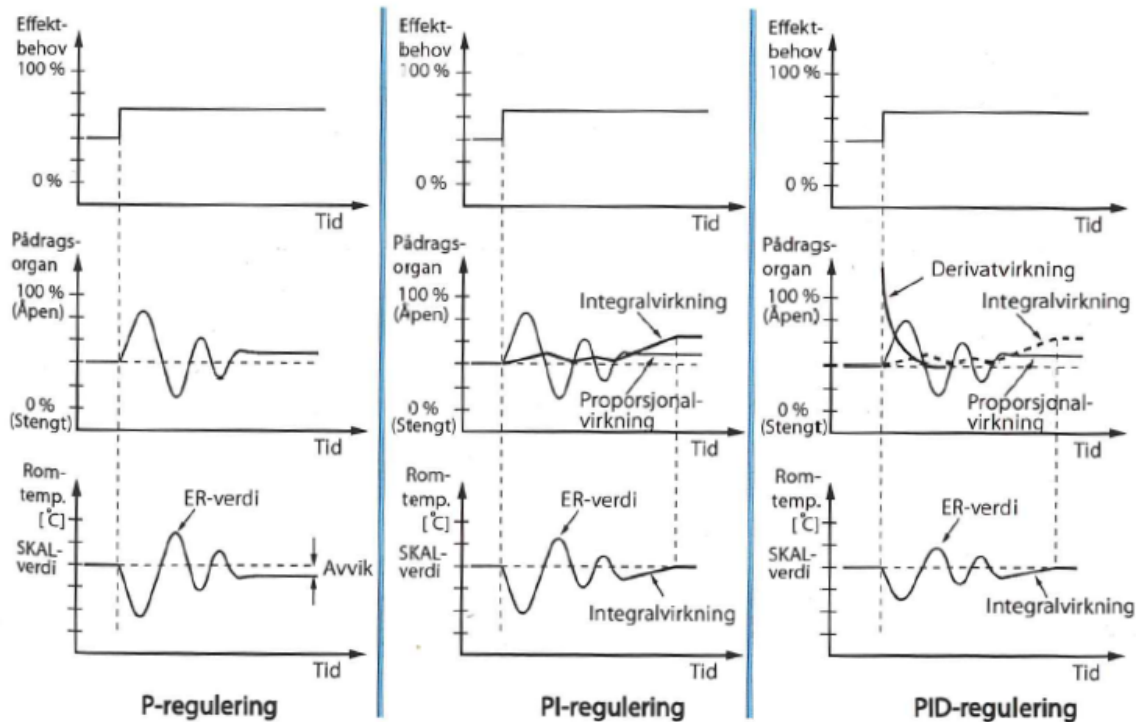 Effekt-
behov
100 %
0 %
Tid
Pådrags-
organ
100 %
(Åpen)
0 %
(Stengt)
Tid
Rom-
temp.
[°C]
SKAL-
verdi
ER-verdi
Avvik
Tid
P-regulering
Effekt-
behov
100 %
0 %
Tid
Pådrags-
organ
100 %
(Åpen)
Integralvirkning
0 %
(Stengt)
Proporsjonal-
virkning
Tid
Rom-
temp.
[°C]
SKAL-
verdi
ER-verdi
Integralvirkning
Tid
PI-regulering
Effekt-
behov
100 %
0 %
Tid
Pådrags-
organ
100 %
(Åpen)
Derivatvirkning
Integralvirkning
0 %
(Stengt)
Proporsjonal-
virkning
Tid
Rom-
temp.
[°C]
SKAL-
verdi
ER-verdi
Integralvirkning
Tid
PID-regulering